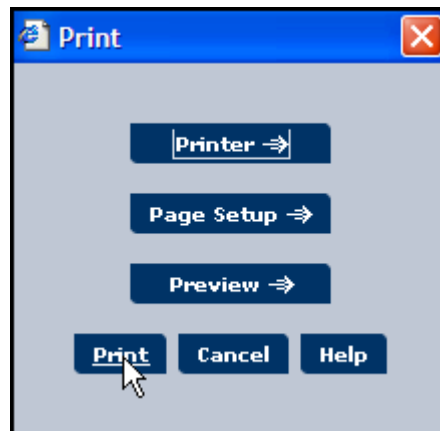 Print
Printer
Page Setup
Preview
Print Cancel Help